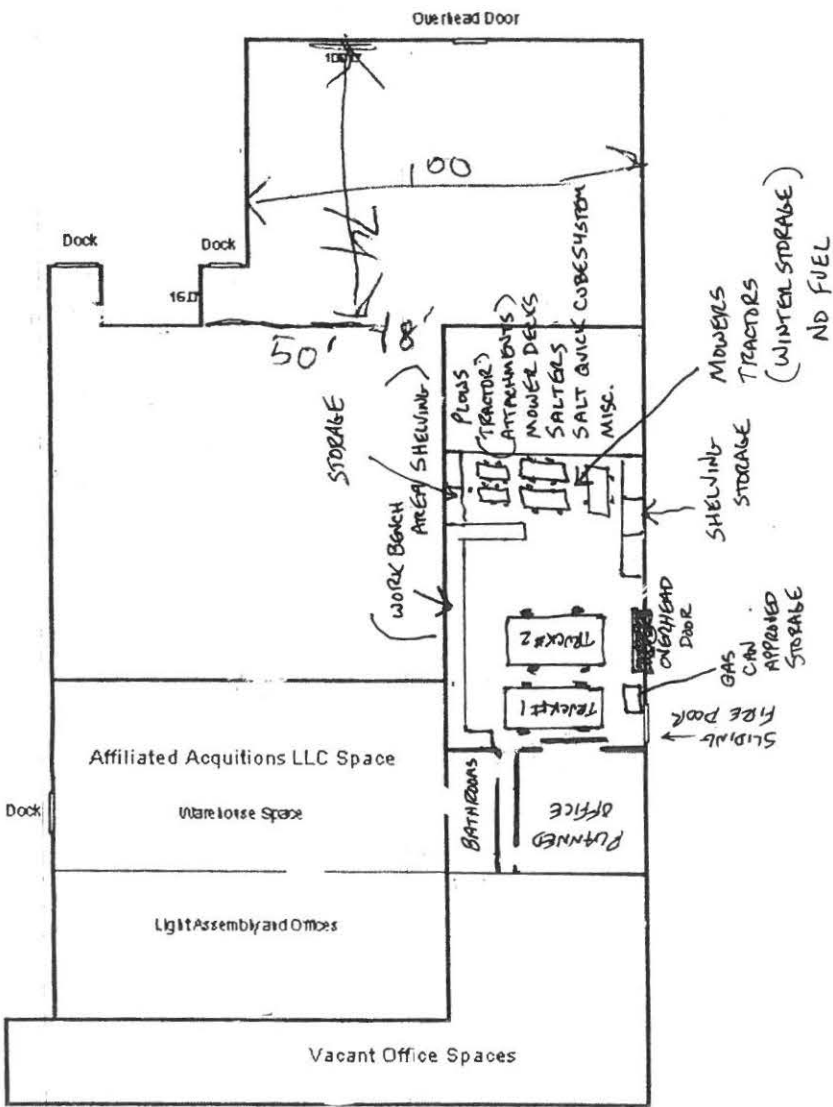 Overhead Door
100
Dock
Dock
16
50'
STORAGE
(WORK BENCH
AREA SHELVING)
PLOWS
(TRACTOR
ATTACHMENTS)
MOWER DECKS
SALTERS
SALT QUICK CUBE SYSTEM
MISC.
MOWERS
TRACTORS
(WINTER STORAGE)
NO FUEL
SHELVING
STORAGE
TRUCK #2
TRUCK #1
OVERHEAD
DOOR
GAS
CAN
APPROVED
STORAGE
SLIDING
FIRE DOOR
Affiliated Acquitions LLC Space
Dock
Warehouse Space
BATHROOMS
PLANNED
OFFICE
Light Assembly and Offices
Vacant Office Spaces